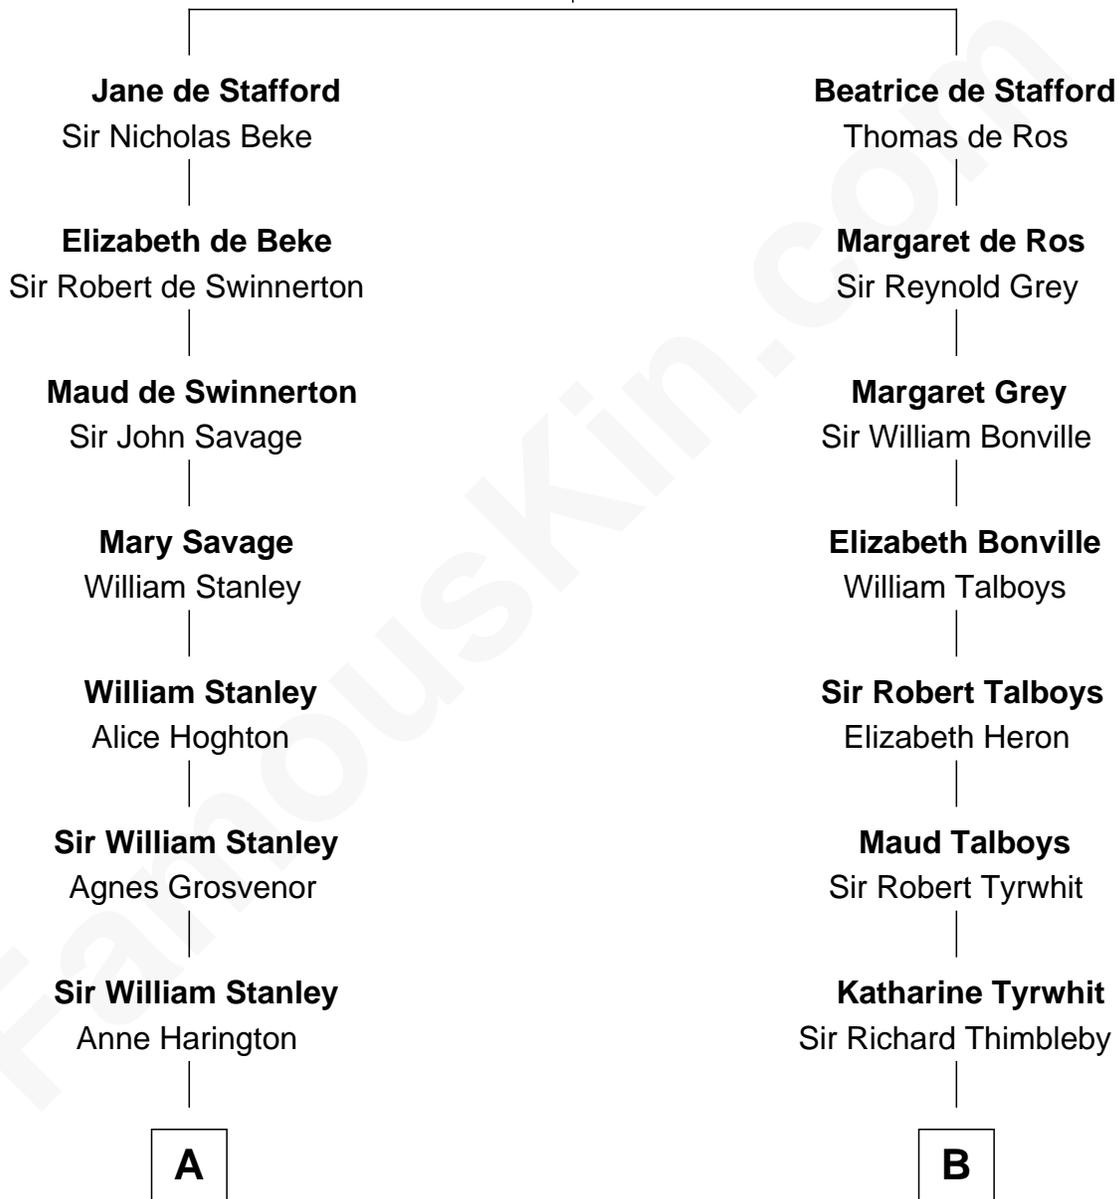 Jane de Stafford
Sir Nicholas Beke
Elizabeth de Beke
Sir Robert de Swinnerton
Maud de Swinnerton
Sir John Savage
Mary Savage
William Stanley
William Stanley
Alice Hoghton
Sir William Stanley
Agnes Grosvenor
Sir William Stanley
Anne Harington
A
Beatrice de Stafford
Thomas de Ros
Margaret de Ros
Sir Reynold Grey
Margaret Grey
Sir William Bonville
Elizabeth Bonville
William Talboys
Sir Robert Talboys
Elizabeth Heron
Maud Talboys
Sir Robert Tyrwhit
Katharine Tyrwhit
Sir Richard Thimbleby
B
FamousKin.com